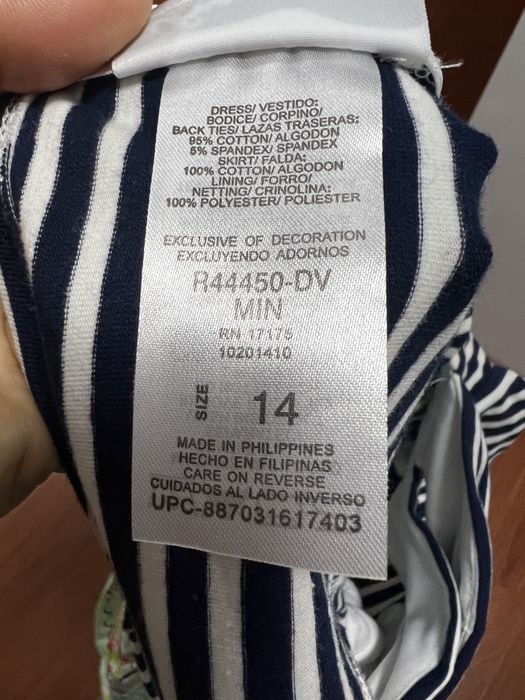 DRESS/ VESTIDO:
BODICE/ CORPINO/
BACK TIES/ LAZAS TRASERAS:
95% COTTON/ ALGODON
5% SPANDEX/ SPANDEX
SKIRT/ FALDA:
100% COTTON/ ALGODON
LINING/ FORRO/
NETTING/ CRINOLINA:
100% POLYESTER/ POLIESTER
EXCLUSIVE OF DECORATION
EXCLUYENDO ADORNOS
R44450-DV
MIN
RN 17175
10201410
SIZE 14
MADE IN PHILIPPINES
HECHO EN FILIPINAS
CARE ON REVERSE
CUIDADOS AL LADO INVERSO
UPC-887031617403